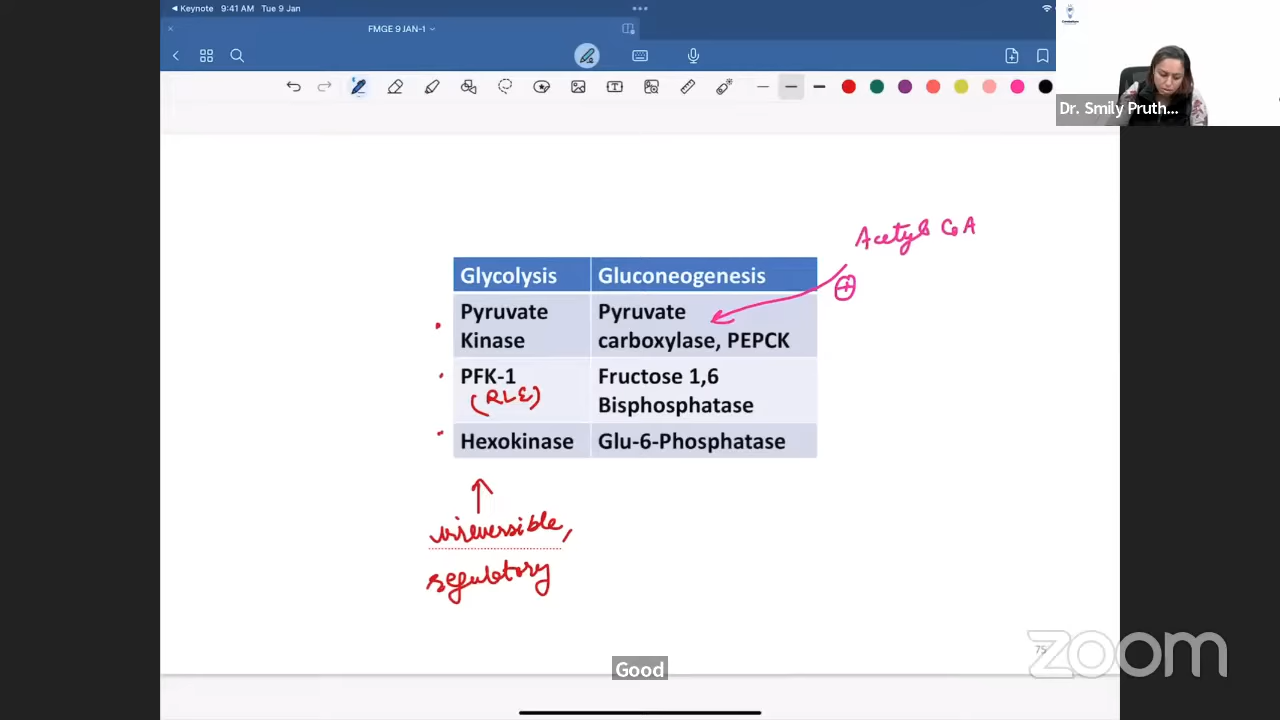 Keynote 9:41 AM Tue 9 Jan
FMGE 9 JAN-1
Dr. Smily Pruth...
Acetyl CoA
+
Glycolysis Gluconeogenesis
Pyruvate Kinase Pyruvate carboxylase, PEPCK
PFK-1 Fructose 1,6 Bisphosphatase
(RLE)
Hexokinase Glu-6-Phosphatase
irreversible,
regulatory
75
zoom
Good